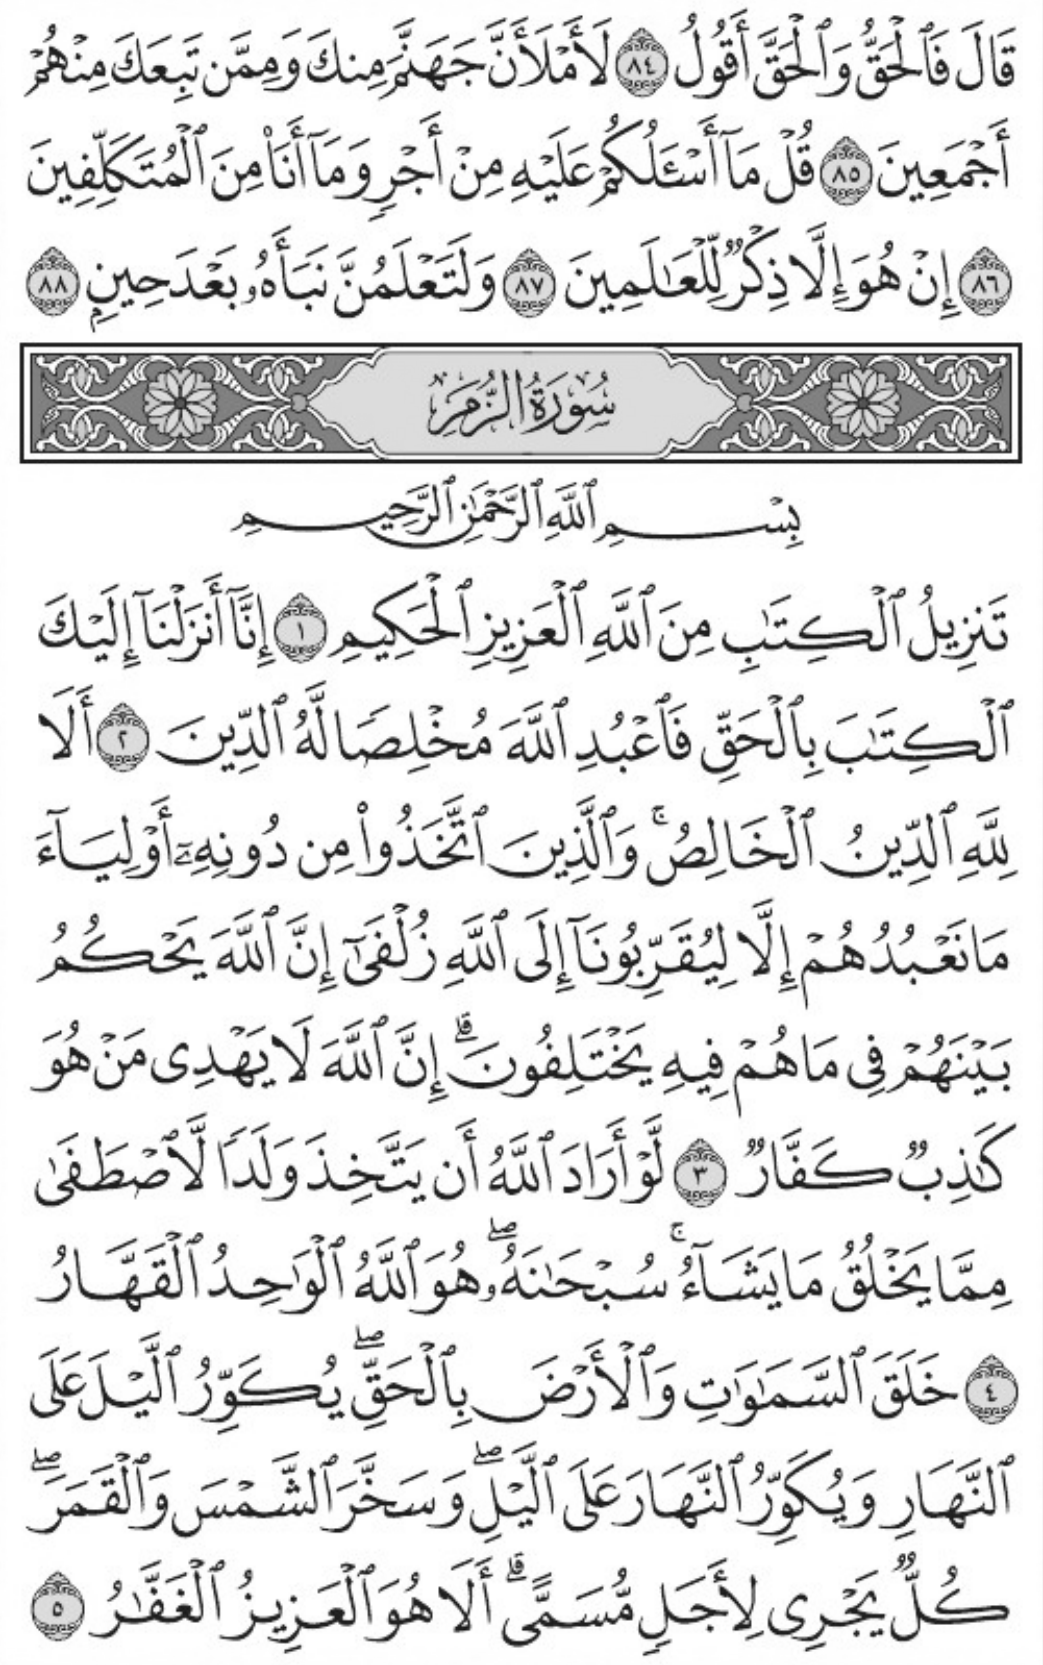 قَالَ فَٱلْحَقُّ وَٱلْحَقَّ أَقُولُ ٨٤ لَأَمْلَأَنَّ جَهَنَّمَ مِنكَ وَمِمَّن تَبِعَكَ مِنْهُمْ
أَجْمَعِينَ ٨٥ قُلْ مَآ أَسْـَٔلُكُمْ عَلَيْهِ مِنْ أَجْرٍ وَمَآ أَنَا۠ مِنَ ٱلْمُتَكَلِّفِينَ
٨٦ إِنْ هُوَ إِلَّا ذِكْرٌ لِّلْعَـٰلَمِينَ ٨٧ وَلَتَعْلَمُنَّ نَبَأَهُۥ بَعْدَ حِينٍۭ ٨٨
سُورَةُ الزُّمَرِ
بِسْمِ ٱللَّهِ ٱلرَّحْمَـٰنِ ٱلرَّحِيمِ
تَنزِيلُ ٱلْكِتَـٰبِ مِنَ ٱللَّهِ ٱلْعَزِيزِ ٱلْحَكِيمِ ١ إِنَّآ أَنزَلْنَآ إِلَيْكَ
ٱلْكِتَـٰبَ بِٱلْحَقِّ فَٱعْبُدِ ٱللَّهَ مُخْلِصًا لَّهُ ٱلدِّينَ ٢ أَلَا
لِلَّهِ ٱلدِّينُ ٱلْخَالِصُ ۚ وَٱلَّذِينَ ٱتَّخَذُوا۟ مِن دُونِهِۦٓ أَوْلِيَآءَ
مَا نَعْبُدُهُمْ إِلَّا لِيُقَرِّبُونَآ إِلَى ٱللَّهِ زُلْفَىٰٓ إِنَّ ٱللَّهَ يَحْكُمُ
بَيْنَهُمْ فِى مَا هُمْ فِيهِ يَخْتَلِفُونَ ۗ إِنَّ ٱللَّهَ لَا يَهْدِى مَنْ هُوَ
كَـٰذِبٌ كَفَّارٌ ٣ لَّوْ أَرَادَ ٱللَّهُ أَن يَتَّخِذَ وَلَدًا لَّٱصْطَفَىٰ
مِمَّا يَخْلُقُ مَا يَشَآءُ ۚ سُبْحَـٰنَهُۥ ۖ هُوَ ٱللَّهُ ٱلْوَٰحِدُ ٱلْقَهَّارُ
٤ خَلَقَ ٱلسَّمَـٰوَٰتِ وَٱلْأَرْضَ بِٱلْحَقِّ ۖ يُكَوِّرُ ٱلَّيْلَ عَلَى
ٱلنَّهَارِ وَيُكَوِّرُ ٱلنَّهَارَ عَلَى ٱلَّيْلِ ۖ وَسَخَّرَ ٱلشَّمْسَ وَٱلْقَمَرَ ۖ
كُلٌّ يَجْرِى لِأَجَلٍ مُّسَمًّى ۗ أَلَا هُوَ ٱلْعَزِيزُ ٱلْغَفَّـٰرُ ٥